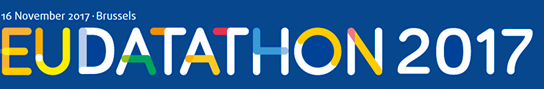 16 November 2017 · Brussels
EUDATATHON 2017